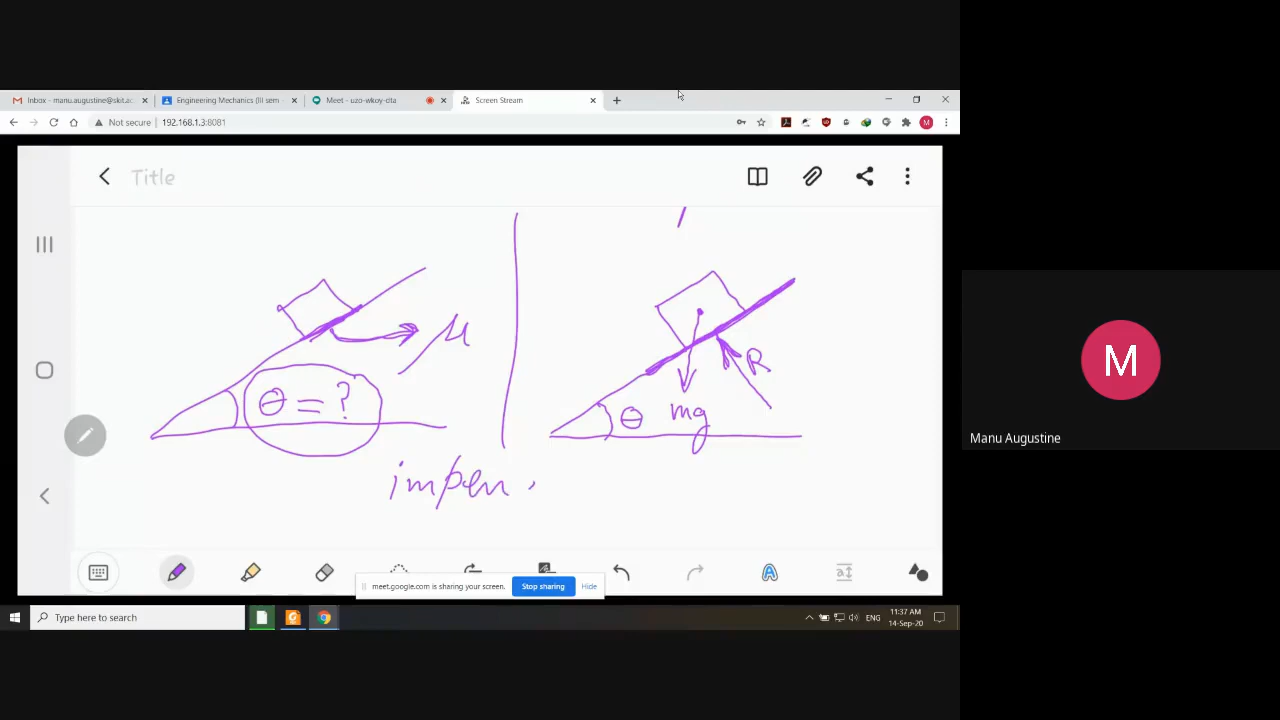 Inbox - manu.augustine@skit.ac
Engineering Mechanics (III sem -
Meet - uzo-wkoy-dta
Screen Stream
Not secure | 192.168.1.3:8081
M
Title
μ
θ = ?
R
θ
mg
impen
M
Manu Augustine
meet.google.com is sharing your screen.
Stop sharing
Hide
Type here to search
ENG
11:37 AM
14-Sep-20